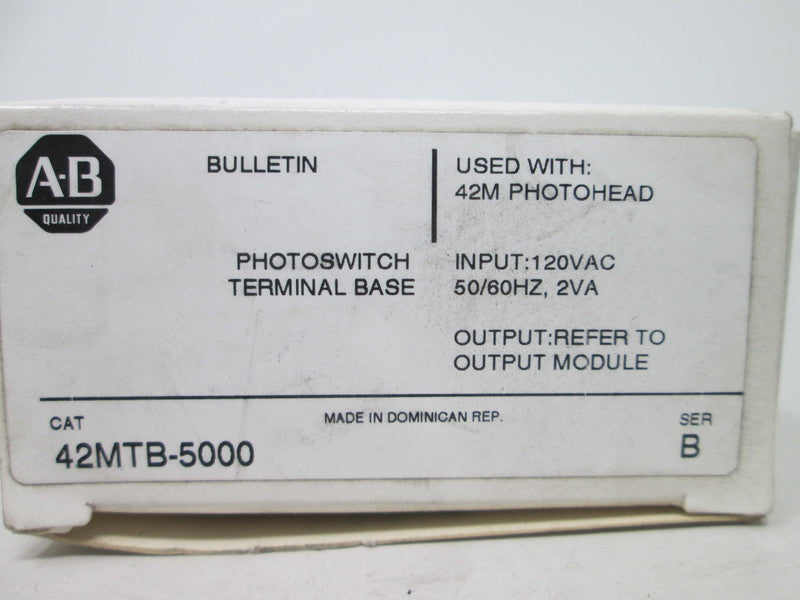 A-B
QUALITY
BULLETIN
USED WITH:
42M PHOTOHEAD
PHOTOSWITCH
TERMINAL BASE
INPUT:120VAC
50/60HZ, 2VA
OUTPUT:REFER TO
OUTPUT MODULE
CAT
42MTB-5000
MADE IN DOMINICAN REP.
SER
B